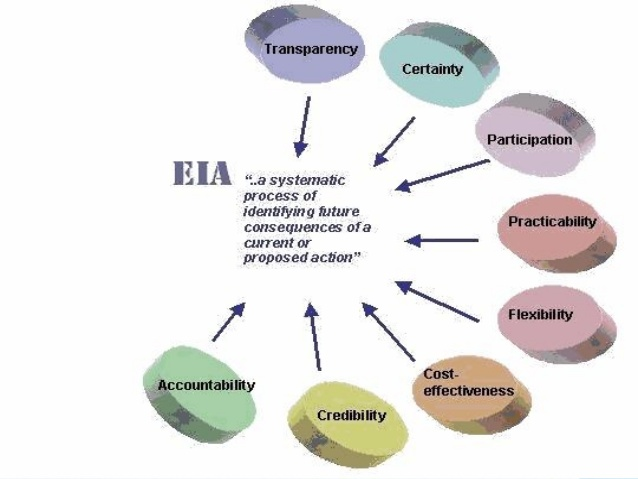 Transparency
Certainty
Participation
EIA
“..a systematic
process of
identifying future
consequences of a
current or
proposed action”
Practicability
Flexibility
Cost-
effectiveness
Credibility
Accountability